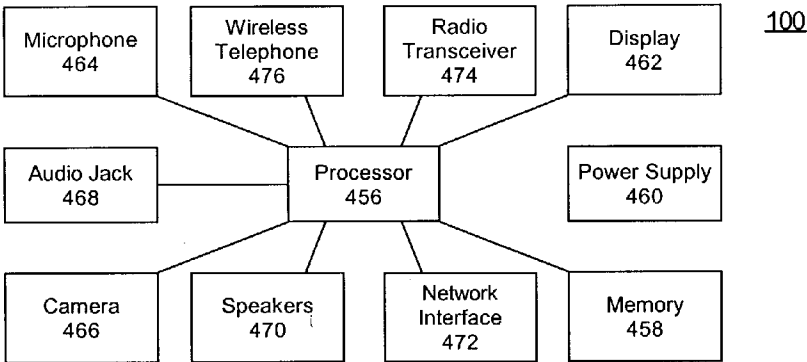 100
Microphone
464
Wireless
Telephone
476
Radio
Transceiver
474
Display
462
Audio Jack
468
Processor
456
Power Supply
460
Camera
466
Speakers
470
Network
Interface
472
Memory
458